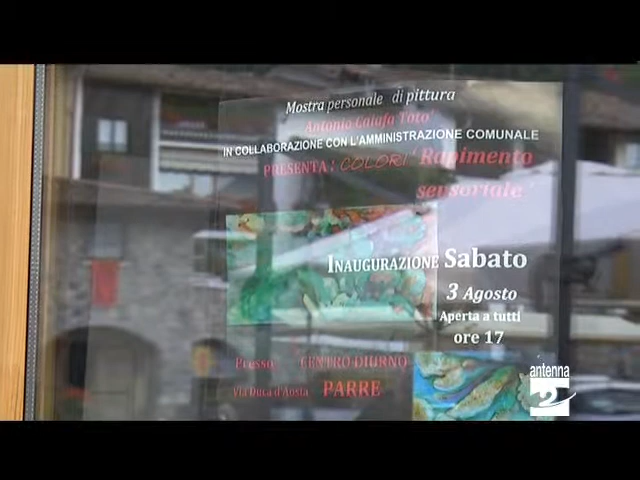 Mostra personale di pittura
Antonio Calafa Toto'
IN COLLABORAZIONE CON L'AMMINISTRAZIONE COMUNALE
PRESENTA : COLORI' Rapimento
sensoriale
INAUGURAZIONE Sabato
3 Agosto
Aperta a tutti
ore 17
Presso CENTRO DIURNO
Via Duca d'Aosta PARRE
antenna
2